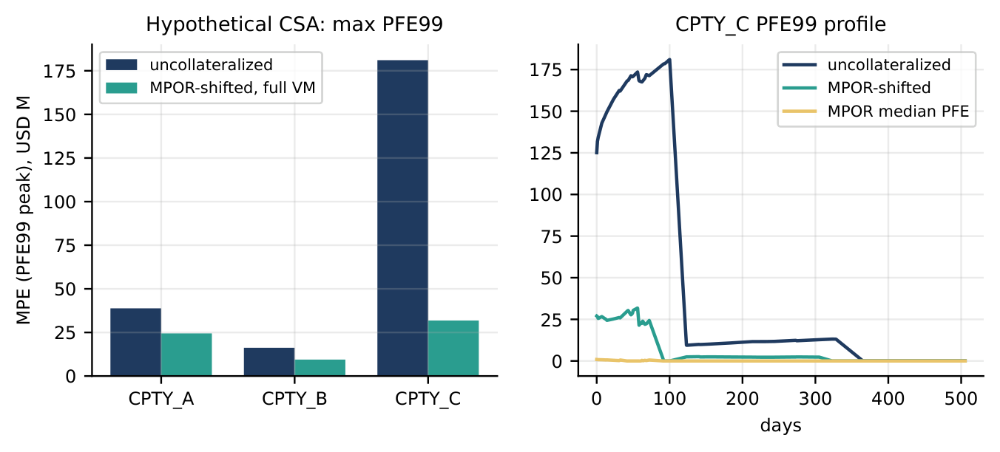 Hypothetical CSA: max PFE99
uncollateralized
MPOR-shifted, full VM
MPE (PFE99 peak), USD M
175
150
125
100
75
50
25
0
CPTY_A
CPTY_B
CPTY_C
CPTY_C PFE99 profile
uncollateralized
MPOR-shifted
MPOR median PFE
175
150
125
100
75
50
25
0
0
100
200
300
400
500
days